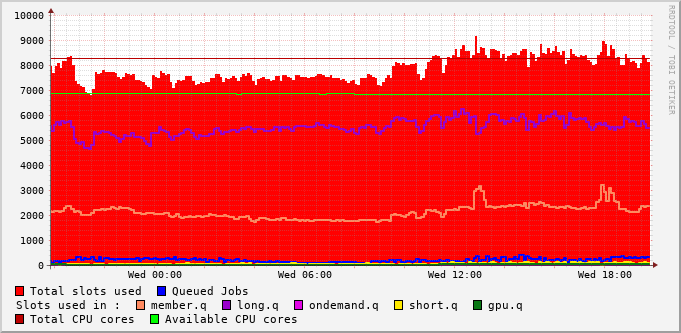 10000
9000
8000
7000
6000
5000
4000
3000
2000
1000
0
Wed 00:00 Wed 06:00 Wed 12:00 Wed 18:00
RRDTOOL / TOBI OETIKER
Total slots used Queued Jobs
Slots used in : member.q long.q ondemand.q short.q gpu.q
Total CPU cores Available CPU cores